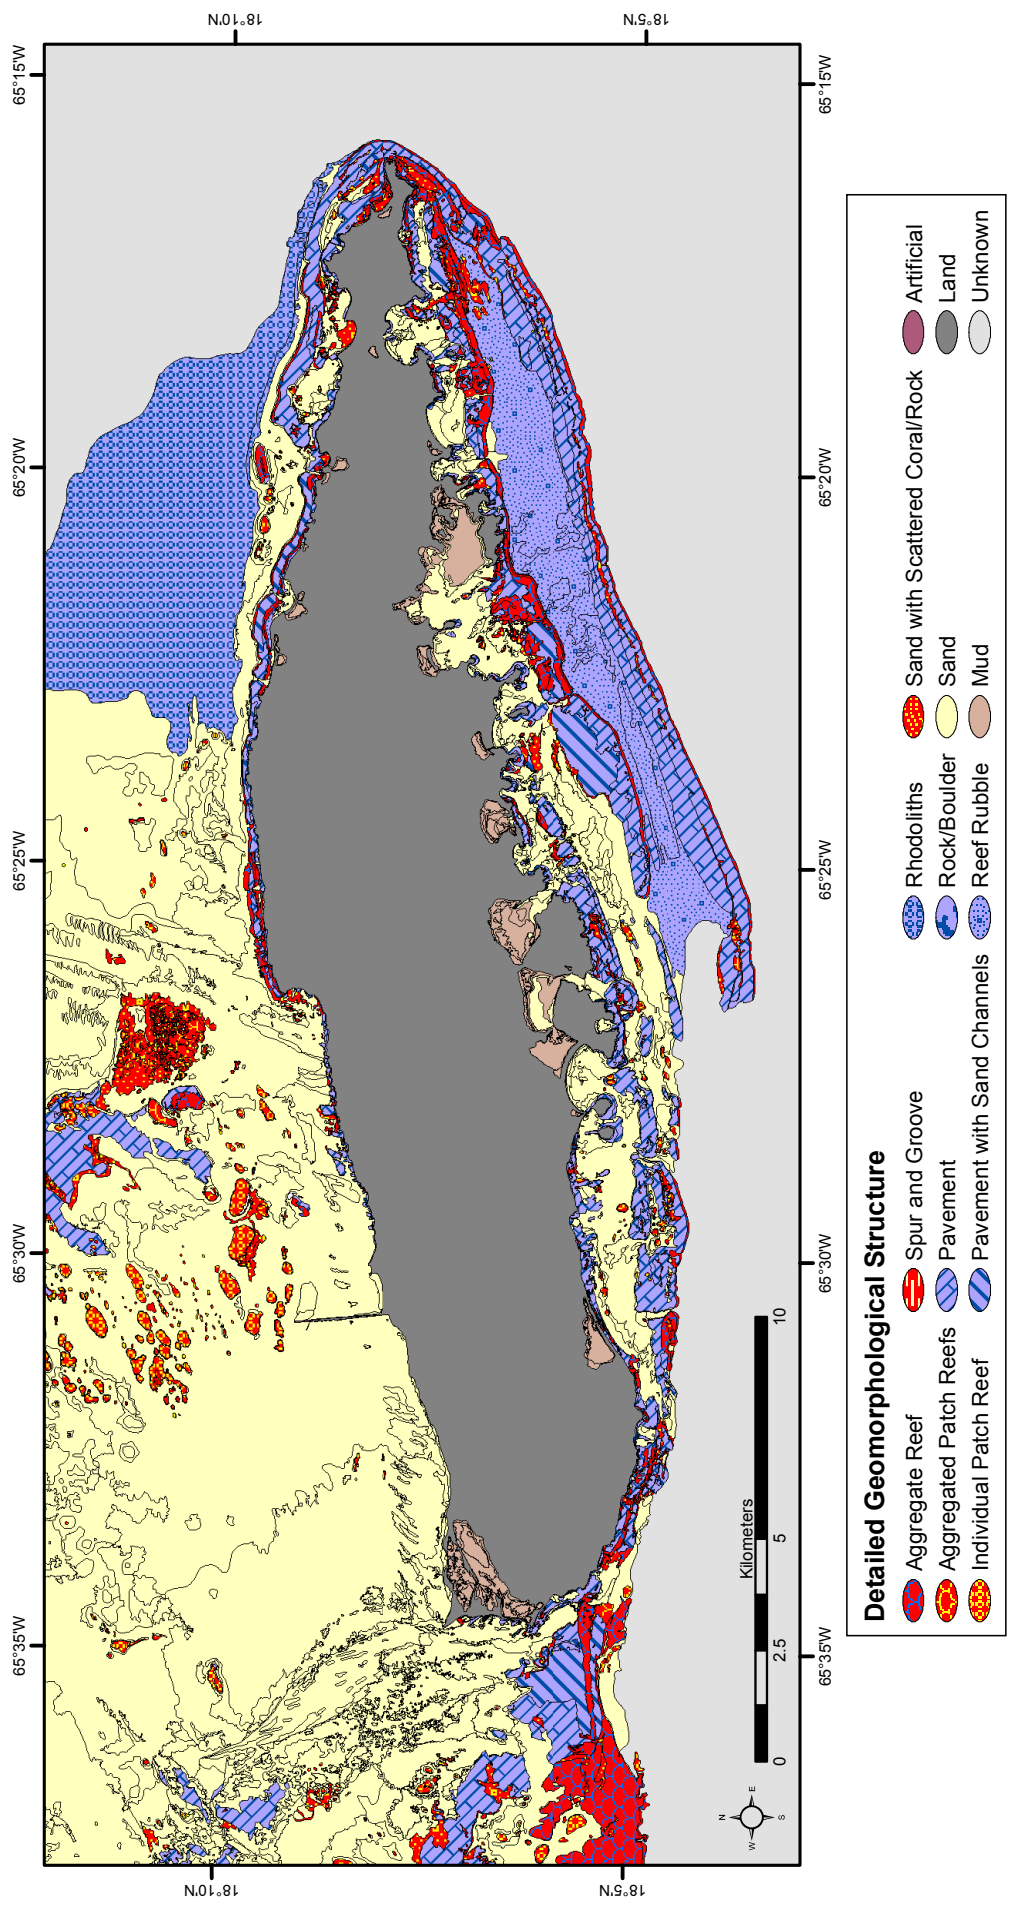 65°35'W
65°30'W
65°25'W
65°20'W
65°15'W
18°10'N
18°10'N
18°5'N
18°5'N
N
W
E
S
0
2.5
5
10
Kilometers
65°35'W
65°30'W
65°25'W
65°20'W
65°15'W
Detailed Geomorphological Structure
Aggregate Reef
Aggregated Patch Reefs
Individual Patch Reef
Spur and Groove
Pavement
Pavement with Sand Channels
Rhodoliths
Rock/Boulder
Reef Rubble
Sand with Scattered Coral/Rock
Sand
Mud
Artificial
Land
Unknown